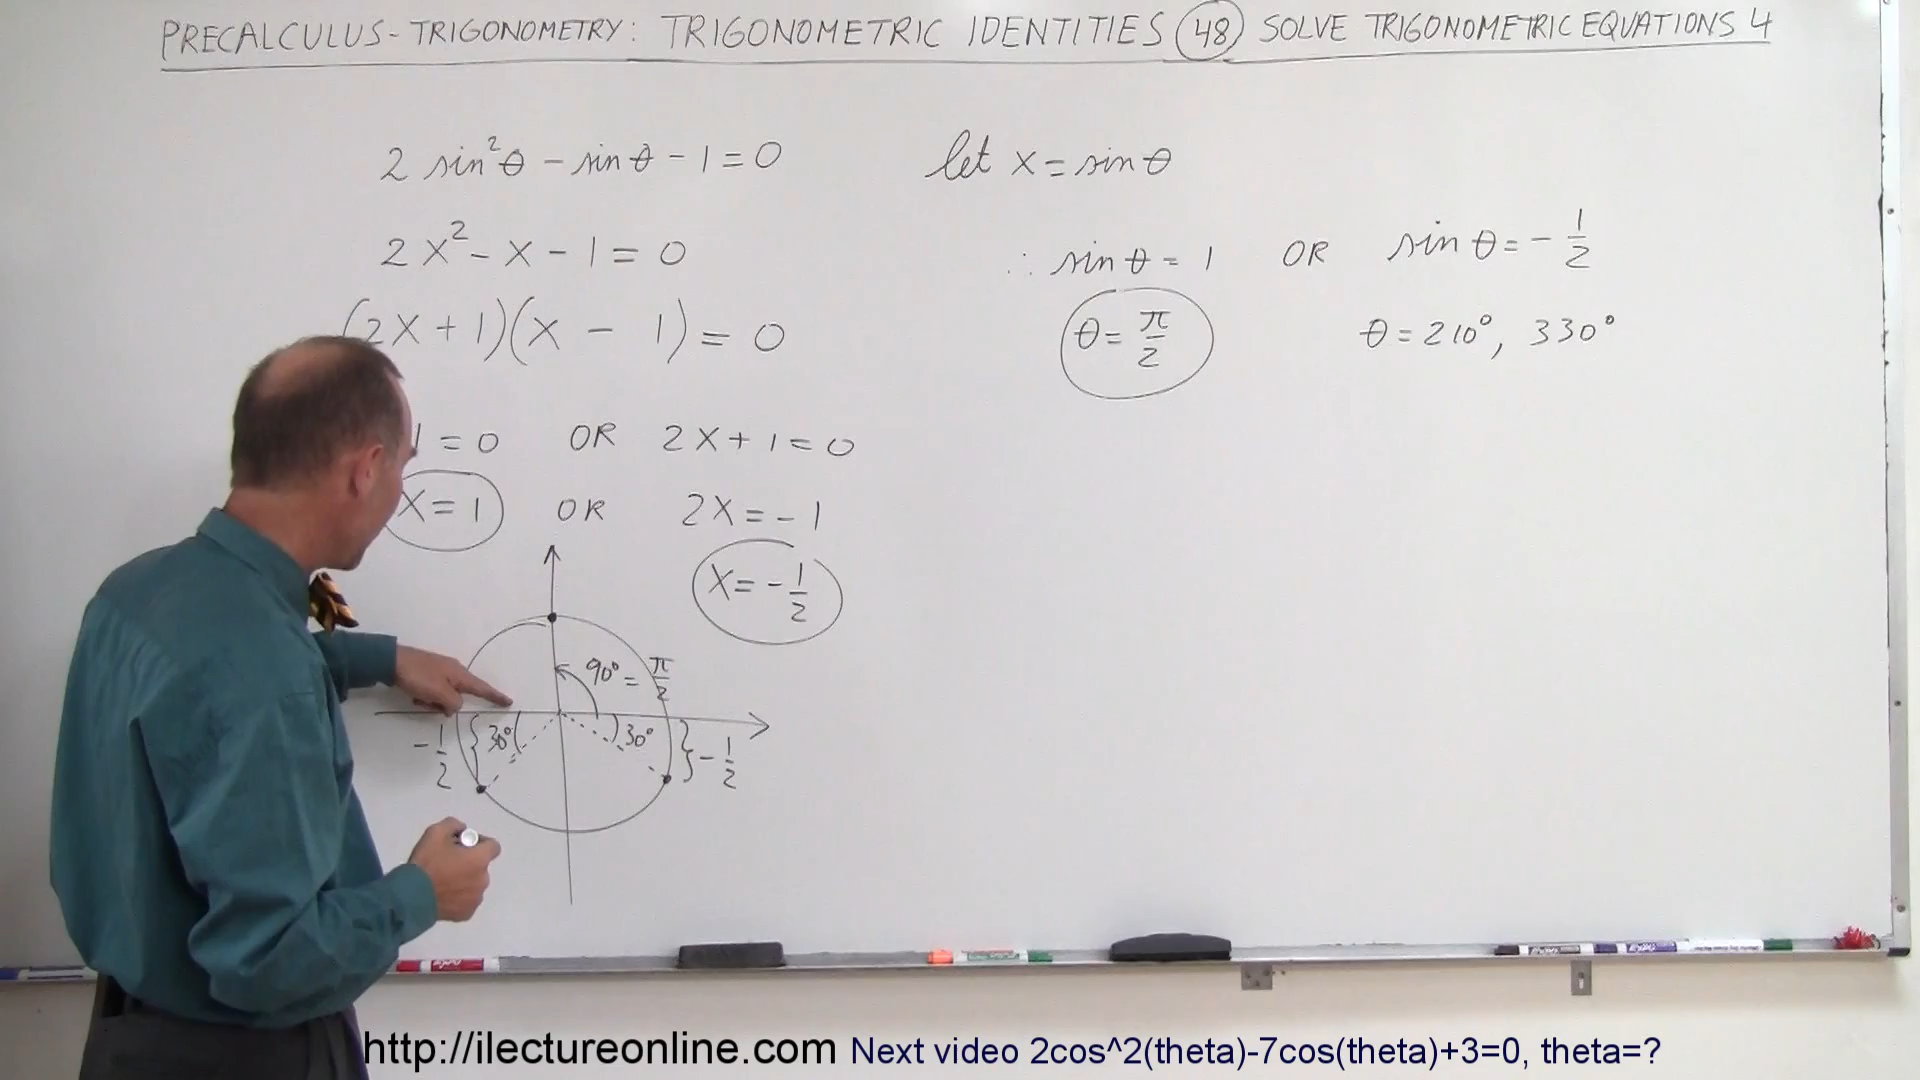 PRECALCULUS - TRIGONOMETRY: TRIGONOMETRIC IDENTITIES 48 SOLVE TRIGONOMETRIC EQUATIONS 4
2 sin²θ - sin θ - 1 = 0
let x = sin θ
2x² - x - 1 = 0
∴ sin θ = 1 OR sin θ = - 1/2
(2x + 1)(x - 1) = 0
θ = π/2
θ = 210°, 330°
1 = 0 OR 2x + 1 = 0
x = 1 OR 2x = - 1
x = - 1/2
90° = π/2
- 1/2 { 30°
30° } - 1/2
http://ilectureonline.com Next video 2cos^2(theta)-7cos(theta)+3=0, theta=?